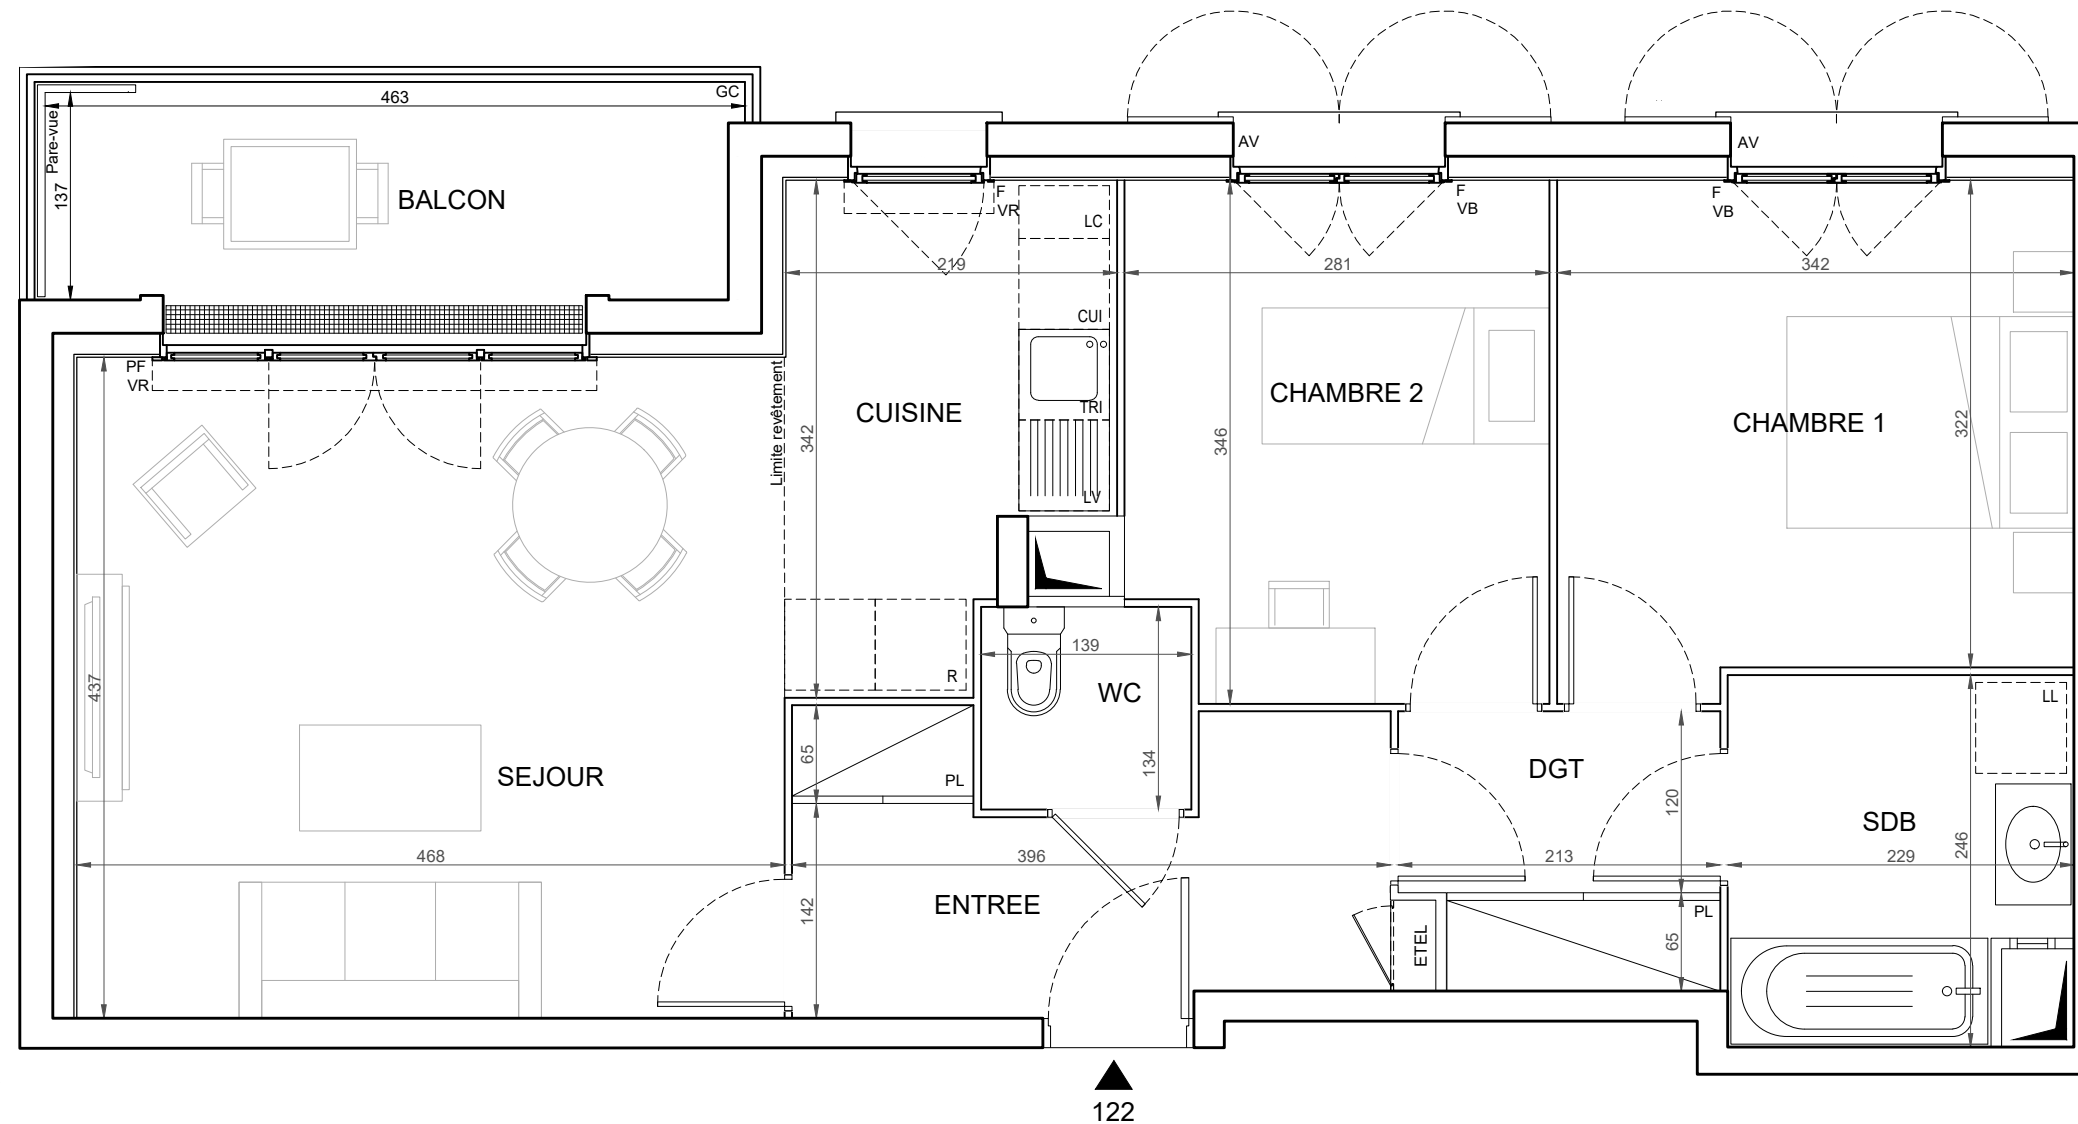 463
GC
Pare-vue
137
BALCON
AV
AV
F
VR
LC
F
VB
F
VB
219
281
342
CUI
PF
VR
Limite revêtement
CUISINE
342
TRI
LV
CHAMBRE 2
346
CHAMBRE 1
322
437
R
139
WC
134
LL
65
PL
SEJOUR
DGT
120
SDB
246
468
396
213
229
142
ENTREE
ETEL
PL
65
122